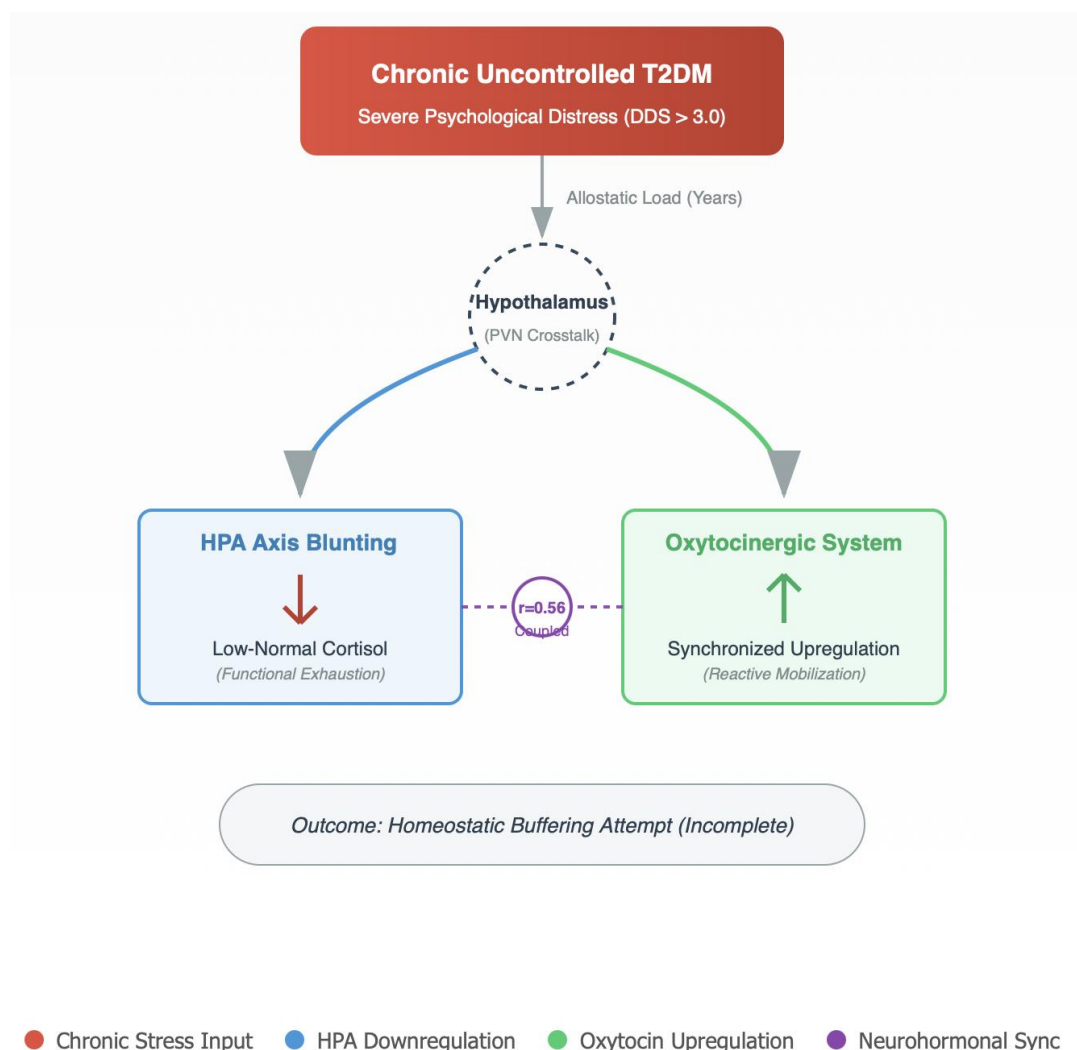 Chronic Uncontrolled T2DM
Severe Psychological Distress (DDS > 3.0)
Allostatic Load (Years)
Hypothalamus
(PVN Crosstalk)
HPA Axis Blunting
Low-Normal Cortisol
(Functional Exhaustion)
r=0.56
Coupled
Oxytocinergic System
Synchronized Upregulation
(Reactive Mobilization)
Outcome: Homeostatic Buffering Attempt (Incomplete)
Chronic Stress Input
HPA Downregulation
Oxytocin Upregulation
Neurohormonal Sync